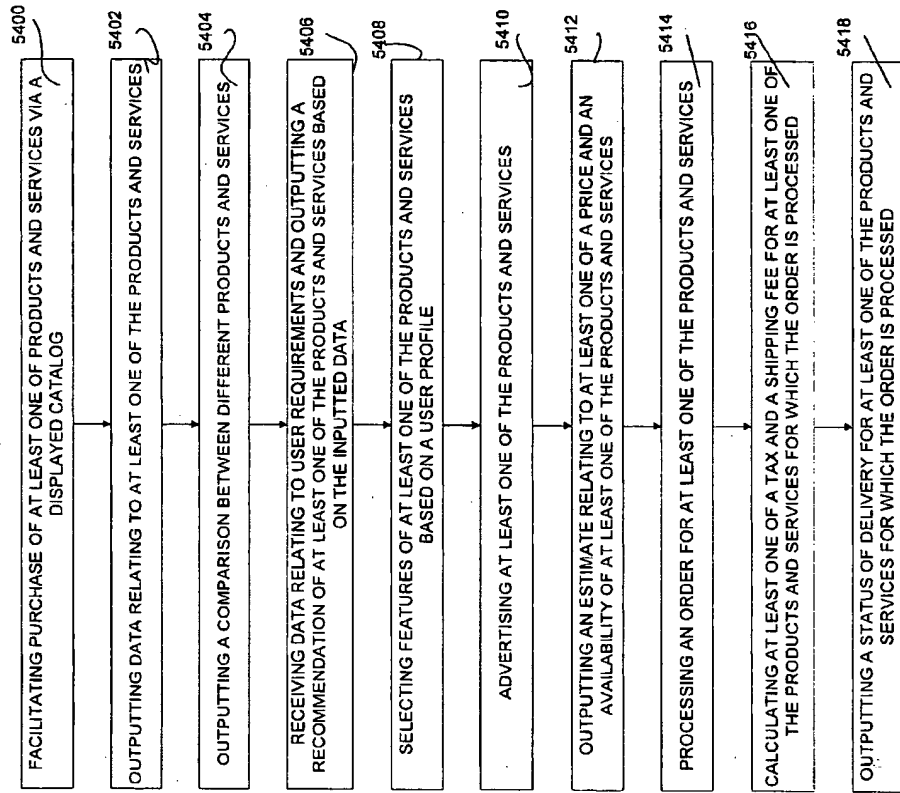 5400
FACILITATING PURCHASE OF AT LEAST ONE OF PRODUCTS AND SERVICES VIA A
DISPLAYED CATALOG
5402
OUTPUTTING DATA RELATING TO AT LEAST ONE OF THE PRODUCTS AND SERVICES
5404
OUTPUTTING A COMPARISON BETWEEN DIFFERENT PRODUCTS AND SERVICES
5406
RECEIVING DATA RELATING TO USER REQUIREMENTS AND OUTPUTTING A
RECOMMENDATION OF AT LEAST ONE OF THE PRODUCTS AND SERVICES BASED
ON THE INPUTTED DATA
5408
SELECTING FEATURES OF AT LEAST ONE OF THE PRODUCTS AND SERVICES
BASED ON A USER PROFILE
5410
ADVERTISING AT LEAST ONE OF THE PRODUCTS AND SERVICES
5412
OUTPUTTING AN ESTIMATE RELATING TO AT LEAST ONE OF A PRICE AND AN
AVAILABILITY OF AT LEAST ONE OF THE PRODUCTS AND SERVICES
5414
PROCESSING AN ORDER FOR AT LEAST ONE OF THE PRODUCTS AND SERVICES
5416
CALCULATING AT LEAST ONE OF A TAX AND A SHIPPING FEE FOR AT LEAST ONE OF
THE PRODUCTS AND SERVICES FOR WHICH THE ORDER IS PROCESSED
5418
OUTPUTTING A STATUS OF DELIVERY FOR AT LEAST ONE OF THE PRODUCTS AND
SERVICES FOR WHICH THE ORDER IS PROCESSED